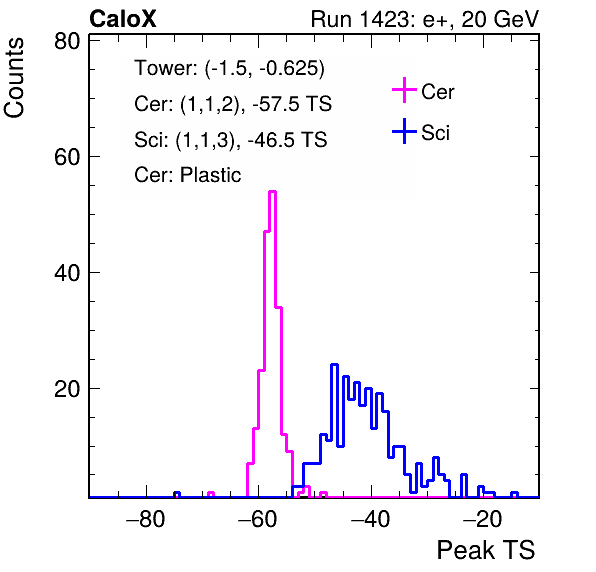 CaloX Run 1423: e+, 20 GeV
Counts
80
60
40
20
Tower: (-1.5, -0.625)
Cer: (1,1,2), -57.5 TS
Sci: (1,1,3), -46.5 TS
Cer: Plastic
Cer
Sci
−80 −60 −40 −20
Peak TS